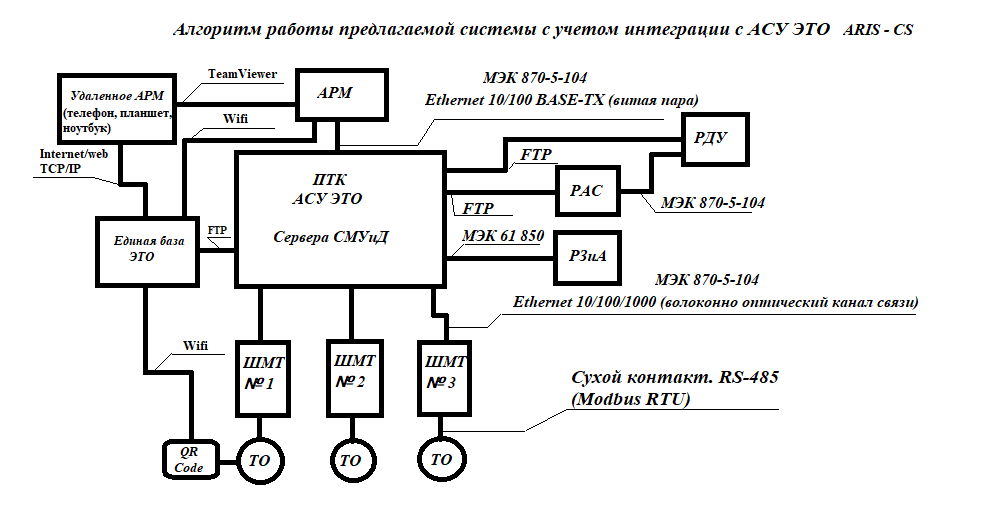 Алгоритм работы предлагаемой системы с учетом интеграции с АСУ ЭТО ARIS - CS
TeamViewer
МЭК 870-5-104
Ethernet 10/100 BASE-TX (витая пара)
Удаленное АРМ
(телефон, планшет,
ноутбук)
АРМ
Wifi
РДУ
FTP
Internet/web
TCP/IP
ПТК
АСУ ЭТО
Сервера СМУиД
РАС
FTP
МЭК 870-5-104
Единая база
ЭТО
FTP
МЭК 61 850
РЗиА
МЭК 870-5-104
Ethernet 10/100/1000 (волоконно оптический канал связи)
Wifi
ШМТ
№ 1
ШМТ
№ 2
ШМТ
№ 3
Сухой контакт. RS-485
(Modbus RTU)
QR
Code
ТО
ТО
ТО